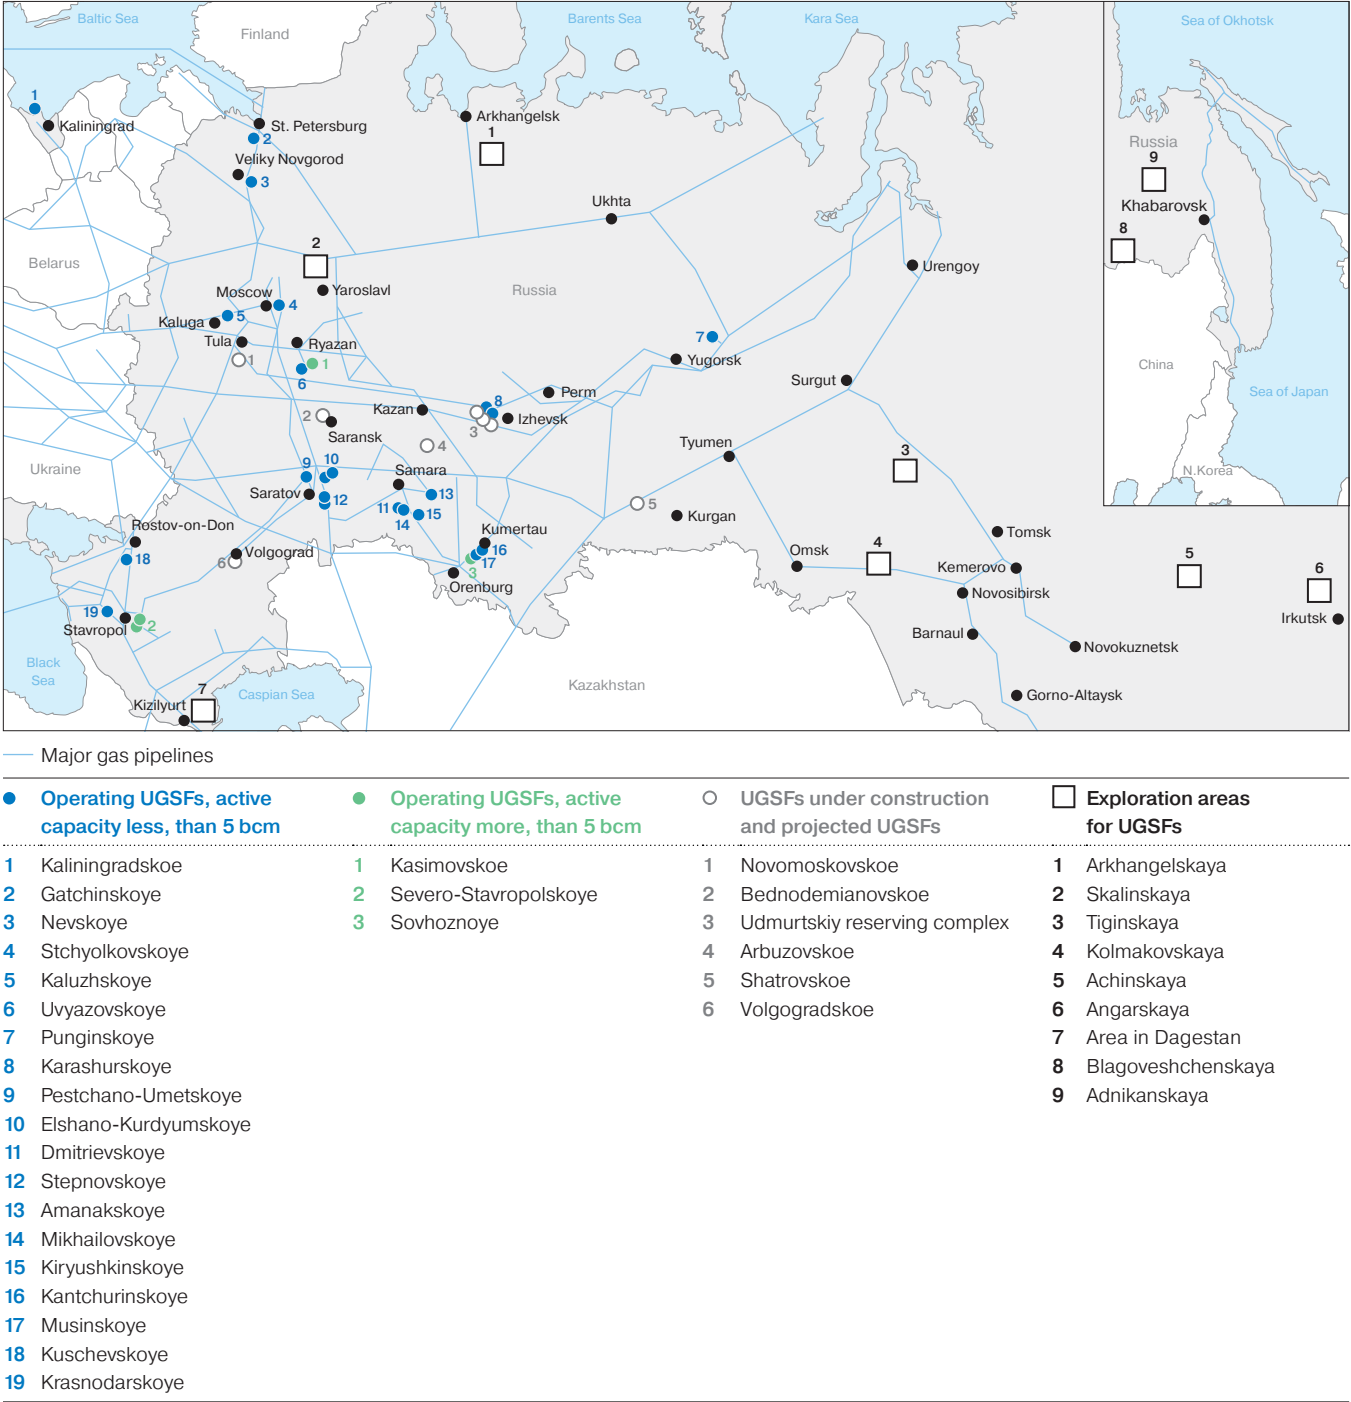 Baltic Sea
Barents Sea
Kara Sea
Sea of Okhotsk
Finland
1
Kaliningrad
St. Petersburg
2
Arkhangelsk
1
Veliky Novgorod
3
Russia
9
Khabarovsk
8
Ukhta
2
Belarus
Urengoy
Moscow
4
Yaroslavl
Russia
Kaluga
5
Tula
1
Ryazan
1
6
7
Yugorsk
China
Surgut
Sea of Japan
Perm
8
Kazan
Izhevsk
3
2
Saransk
4
Tyumen
3
N.Korea
Ukraine
9
10
Samara
Saratov
12
13
11
14
15
5
Kurgan
Rostov-on-Don
18
Volgograd
6
Kumertau
16
17
3
Orenburg
Omsk
4
Tomsk
Kemerovo
Novosibirsk
5
6
Irkutsk
19
Stavropol
2
Barnaul
Novokuznetsk
Black
Sea
Caspian Sea
7
Kizilyurt
Kazakhstan
Gorno-Altaysk
Major gas pipelines
Operating UGSFs, active
capacity less, than 5 bcm
1 Kaliningradskoe
2 Gatchinskoye
3 Nevskoye
4 Stchyolkovskoye
5 Kaluzhskoye
6 Uvyazovskoye
7 Punginskoye
8 Karashurskoye
9 Pestchano-Umetskoye
10 Elshano-Kurdyumskoye
11 Dmitrievskoye
12 Stepnovskoye
13 Amanakskoye
14 Mikhailovskoye
15 Kiryushkinskoye
16 Kantchurinskoye
17 Musinskoye
18 Kuschevskoye
19 Krasnodarskoye
Operating UGSFs, active
capacity more, than 5 bcm
1 Kasimovskoe
2 Severo-Stavropolskoye
3 Sovhoznoye
UGSFs under construction
and projected UGSFs
1 Novomoskovskoe
2 Bednodemianovskoe
3 Udmurtskiy reserving complex
4 Arbuzovskoe
5 Shatrovskoe
6 Volgogradskoe
Exploration areas
for UGSFs
1 Arkhangelskaya
2 Skalinskaya
3 Tiginskaya
4 Kolmakovskaya
5 Achinskaya
6 Angarskaya
7 Area in Dagestan
8 Blagoveshchenskaya
9 Adnikanskaya